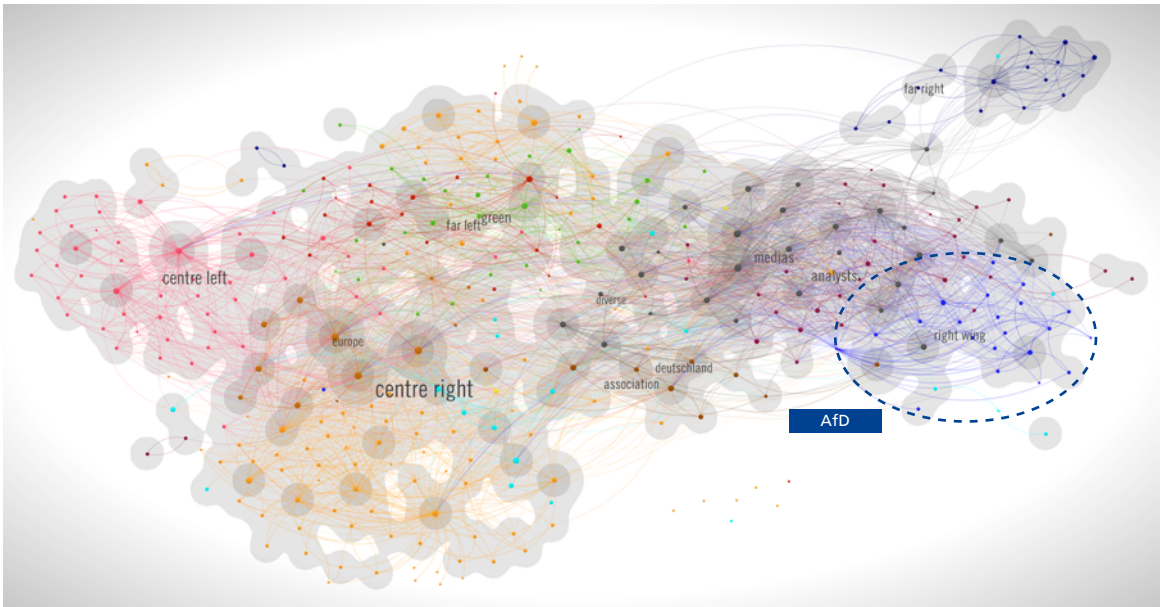 far right
far left
green
medias
centre left
analysts
diverse
right wing
europe
deutschland
association
centre right
AfD